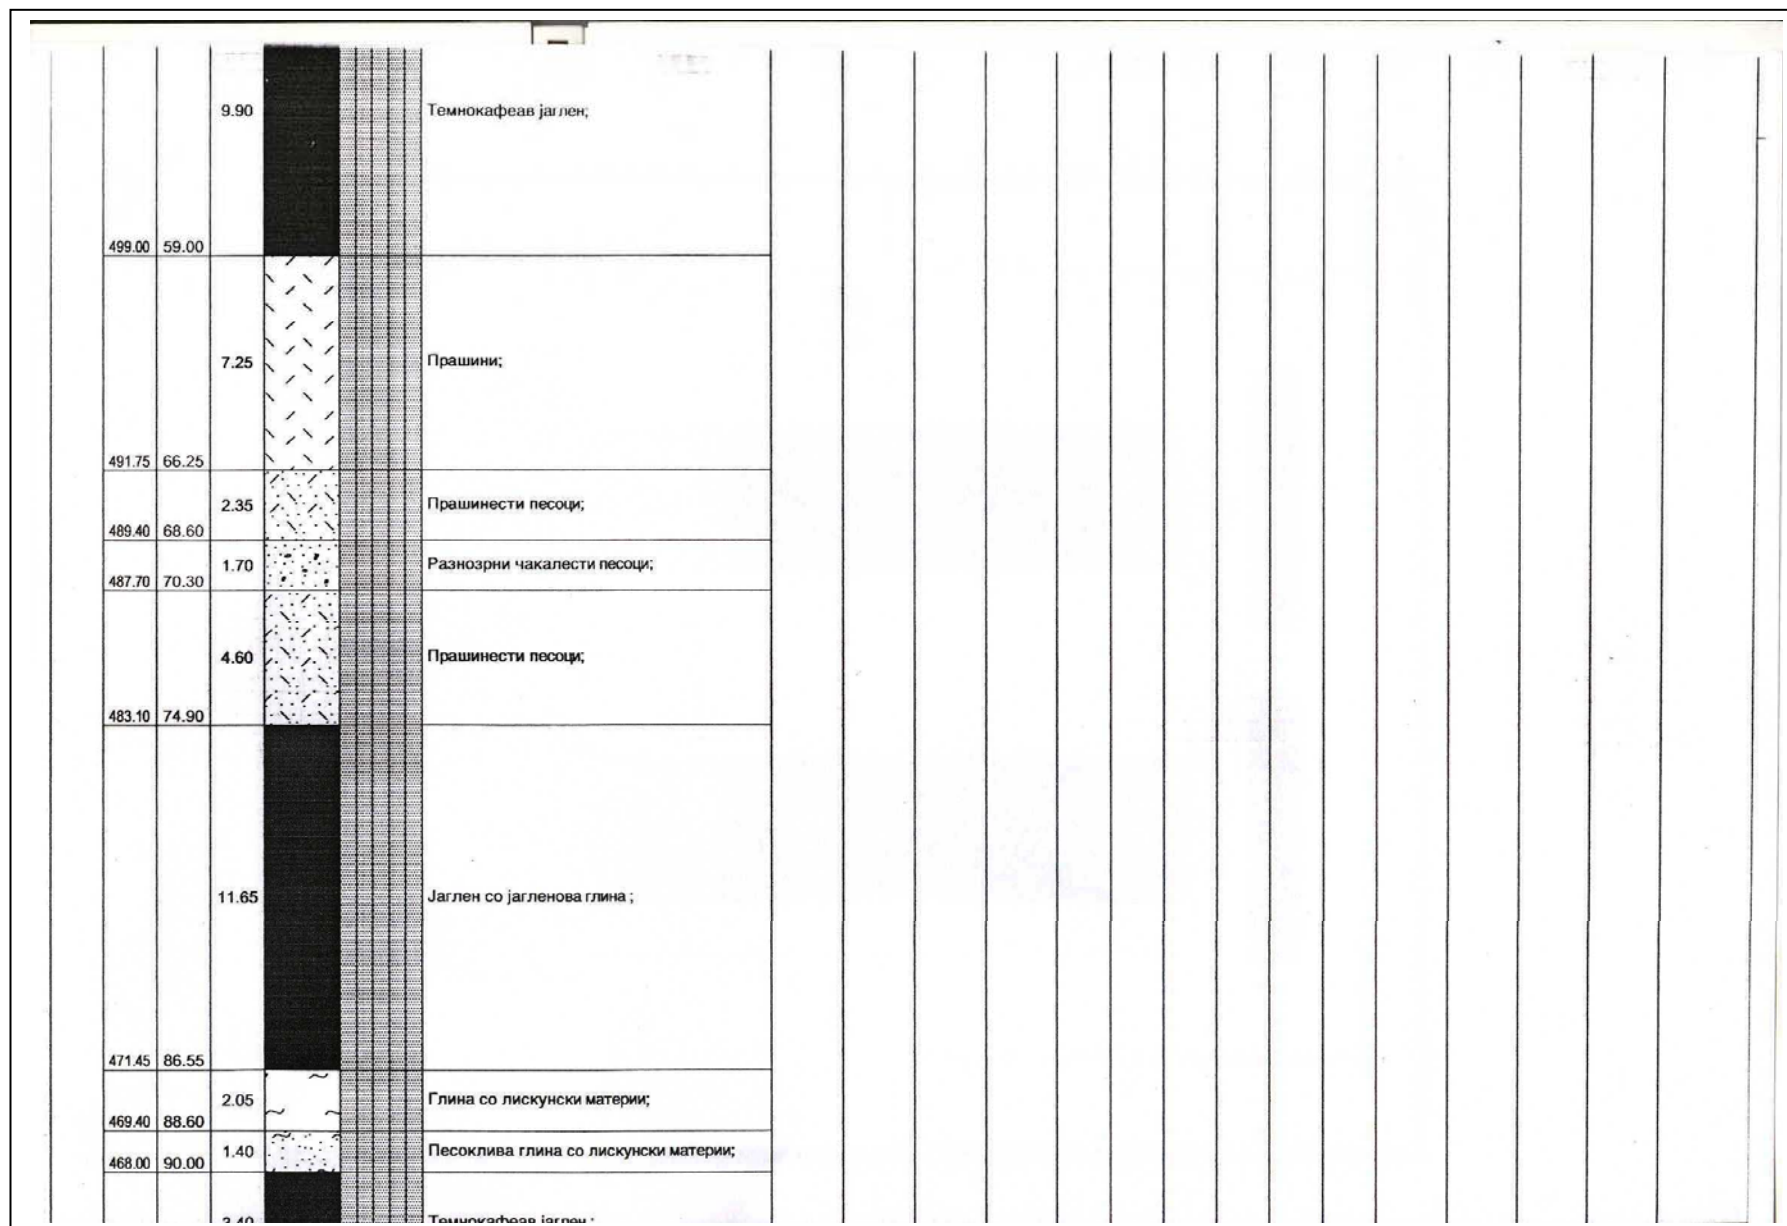 9.90 Темнокафеав јаглен;
499.00 59.00
7.25 Прашини;
491.75 66.25
2.35 Прашинести песоци;
489.40 68.60
1.70 Разнозрни чакалести песоци;
487.70 70.30
4.60 Прашинести песоци;
483.10 74.90
11.65 Јаглен со јагленова глина ;
471.45 86.55
2.05 Глина со лискунски материи;
469.40 88.60
1.40 Песоклива глина со лискунски материи;
468.00 90.00
Темнокафеав јаглен ;